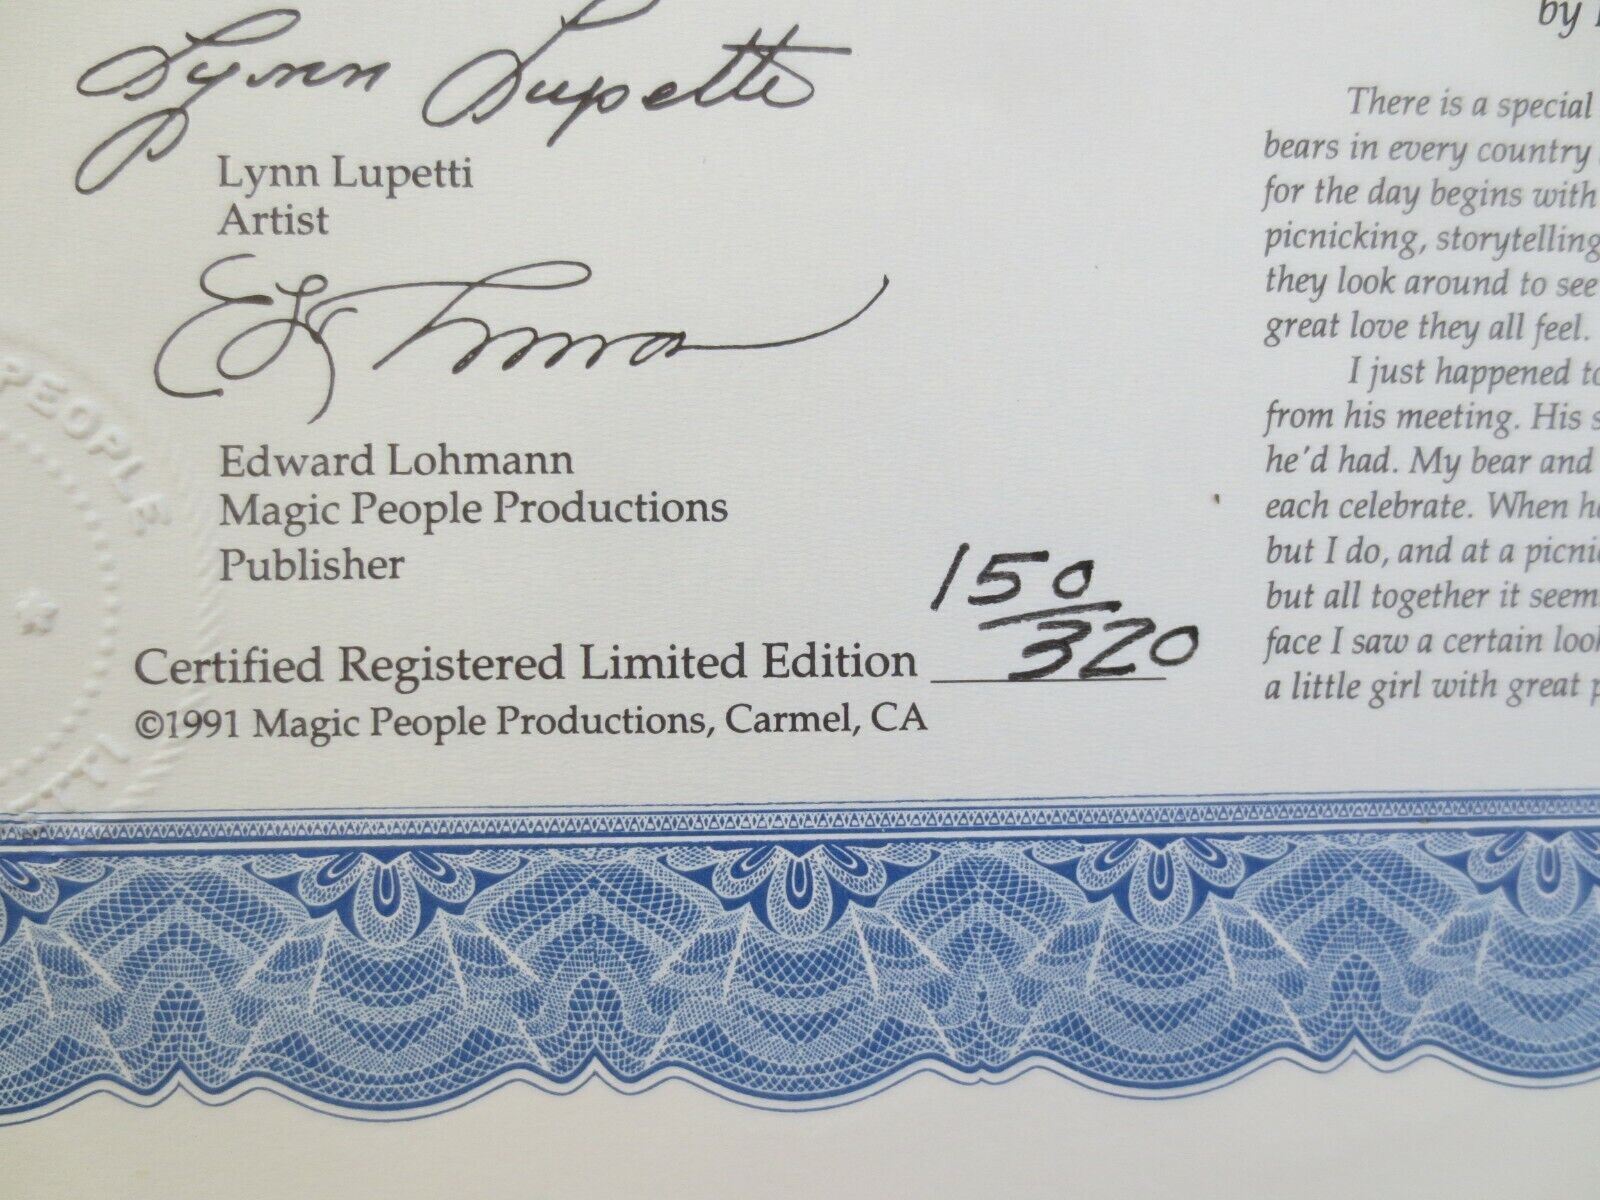 Lynn Lupetti
Lynn Lupetti
Artist
Edward Lohmann
Magic People Productions
Publisher
Certified Registered Limited Edition 150/320
©1991 Magic People Productions, Carmel, CA
PEOPLE
by
There is a special
bears in every country
for the day begins with
picnicking, storytelling
they look around to see
great love they all feel.
I just happened to
from his meeting. His
he'd had. My bear and
each celebrate. When
but I do, and at a
but all together it
face I saw a certain
a little girl with great